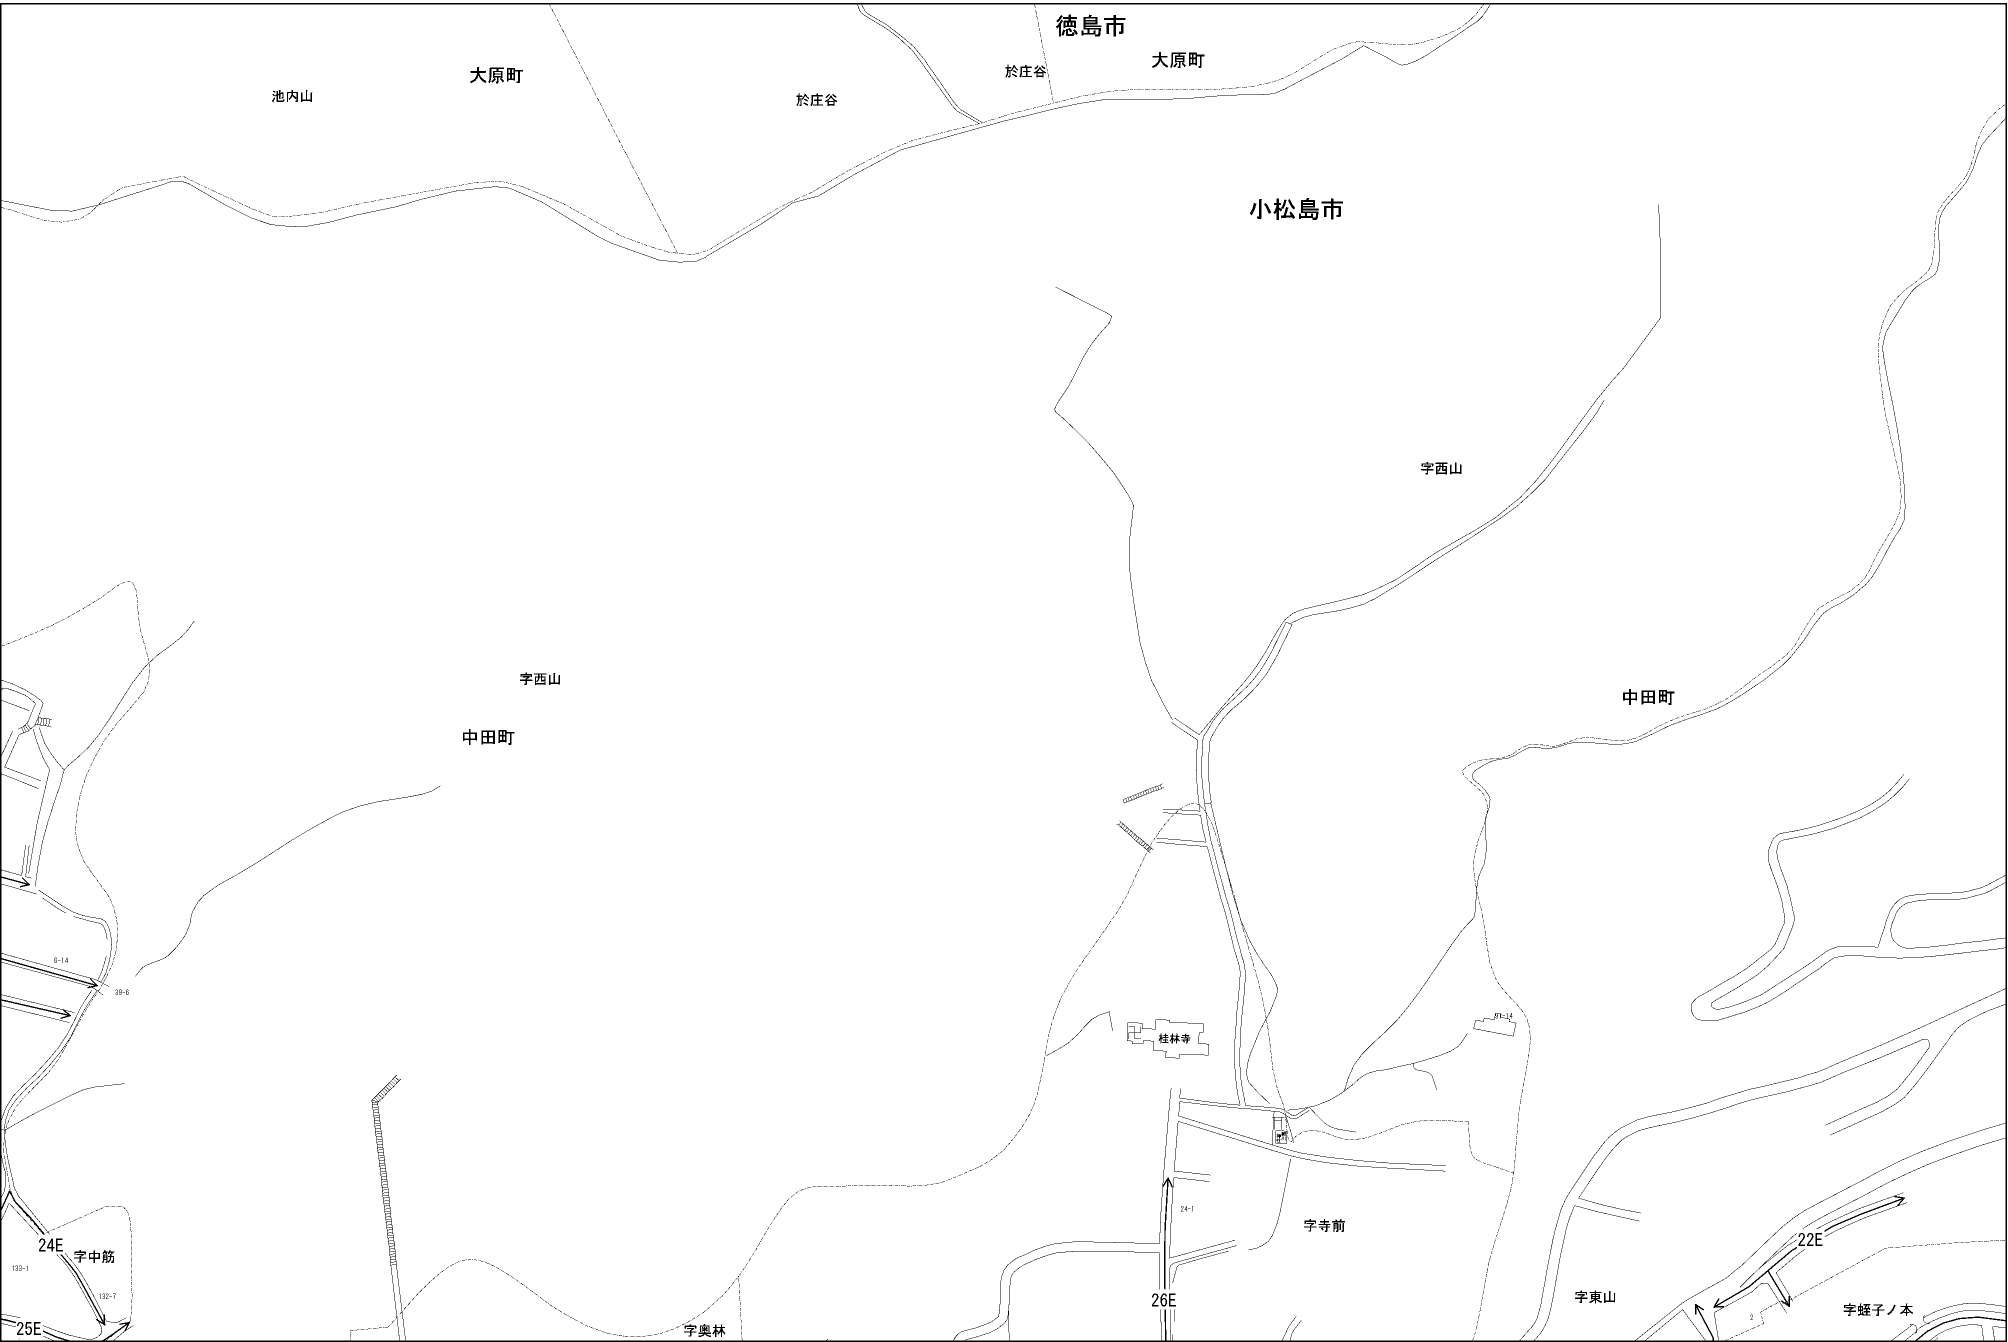 徳島市
大原町
大原町
於庄谷
池内山
於庄谷
小松島市
字西山
字西山
中田町
中田町
6-14
39-6
97-14
桂林寺
24-1
字寺前
22E
24E
字中筋
133-1
132-7
26E
字東山
字蛭子ノ本
2
25E
字奥林